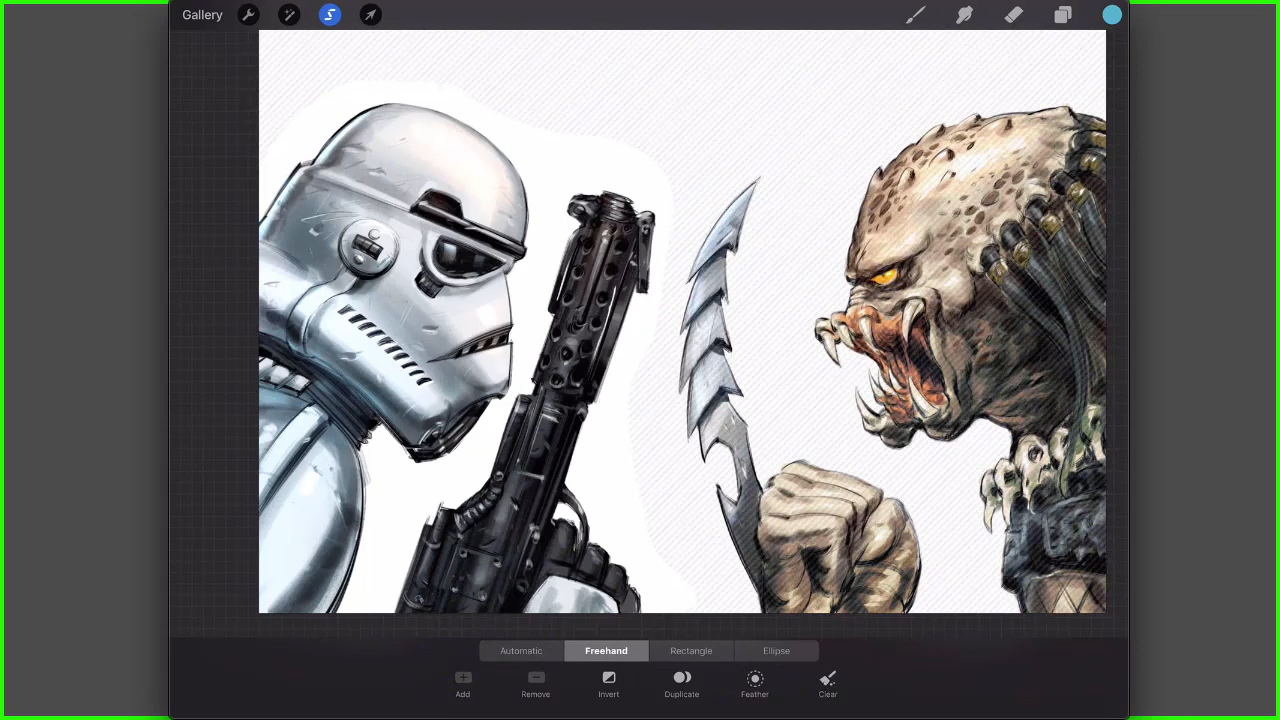 Gallery
Automatic Freehand Rectangle Ellipse
Add Remove Invert Duplicate Feather Clear